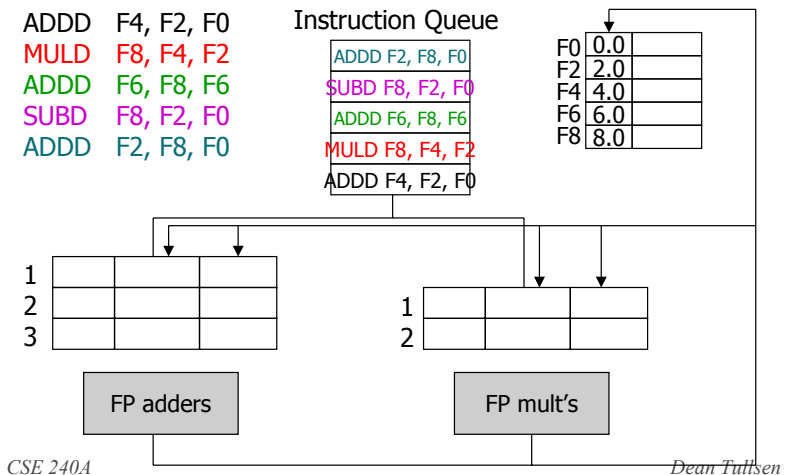 ADDD F4, F2, F0
MULD F8, F4, F2
ADDD F6, F8, F6
SUBD F8, F2, F0
ADDD F2, F8, F0
Instruction Queue
ADDD F2, F8, F0
SUBD F8, F2, F0
ADDD F6, F8, F6
MULD F8, F4, F2
ADDD F4, F2, F0
F0 0.0
F2 2.0
F4 4.0
F6 6.0
F8 8.0
1
2
3
1
2
FP adders
FP mult's
CSE 240A
Dean Tullsen